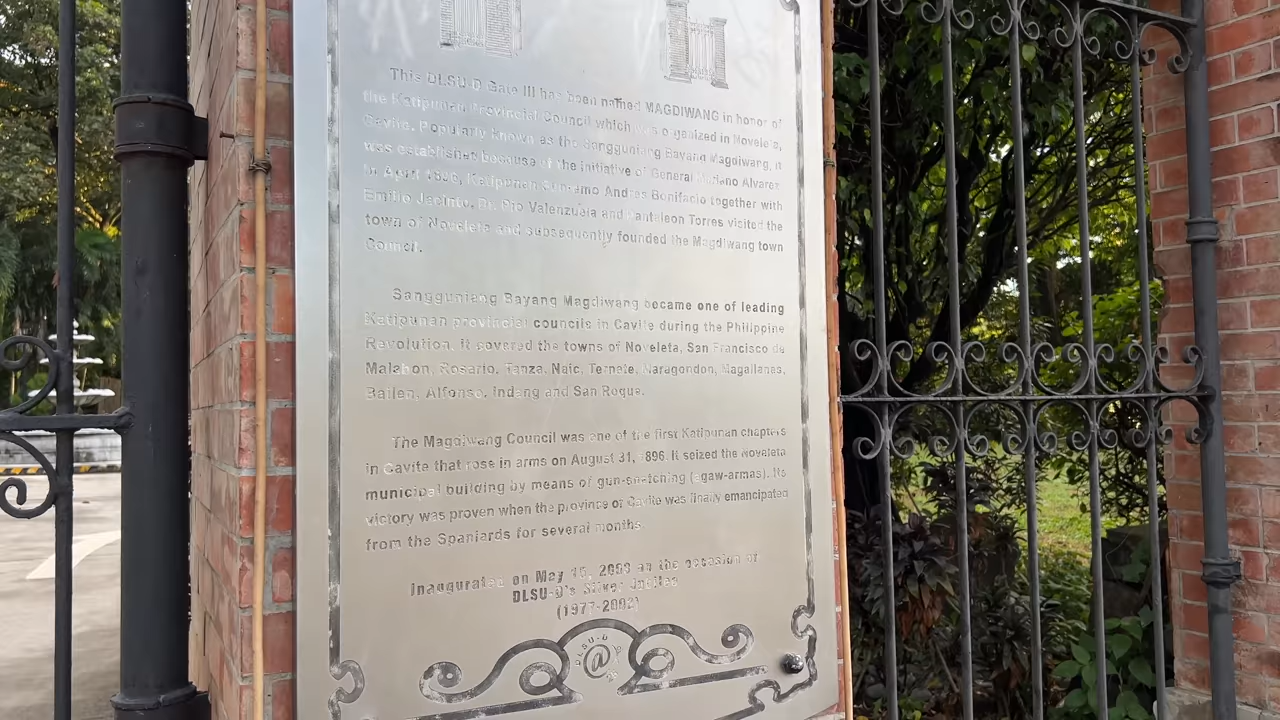 This DLSU-D Gate III has been named MAGDIWANG in honor of
the Katipunan Provincial Council which was organized in Noveleta,
Cavite. Popularly known as the Sangguniang Bayang Magdiwang, it
was established because of the initiative of General Mariano Alvarez
in April 1896, Katipunan Supremo Andres Bonifacio together with
Emilio Jacinto, Dr. Pio Valenzuela and Pantaleon Torres visited the
town of Noveleta and subsequently founded the Magdiwang town
Council.
Sangguniang Bayang Magdiwang became one of leading
Katipunan provincial councils in Cavite during the Philippine
Revolution. It covered the towns of Noveleta, San Francisco de
Malabon, Rosario, Tanza, Naic, Ternate, Maragondon, Magallanes,
Bailen, Alfonso, Indang and San Roque.
The Magdiwang Council was one of the first Katipunan chapters
in Cavite that rose in arms on August 31, 1896. It seized the Noveleta
municipal building by means of gun-snatching (agaw-armas). Its
victory was proven when the province of Cavite was finally emancipated
from the Spaniards for several months.
Inaugurated on May 15, 2003 on the occasion of
DLSU-D's Silver Jubilee
(1977-2002)
DLSU-D
@